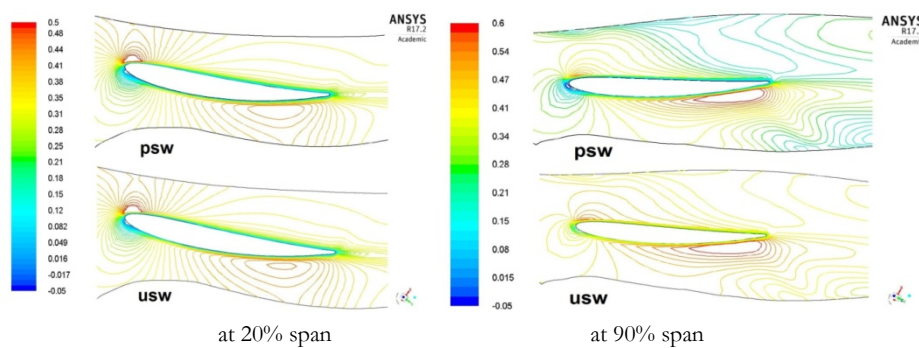 0.5
0.48
0.45
0.41
0.38
0.35
0.31
0.28
0.25
0.21
0.18
0.15
0.12
0.082
0.049
0.016
-0.017
-0.05
psw
usw
ANSYS
R17.2
Academic
at 20% span
0.6
0.54
0.47
0.41
0.34
0.28
0.21
0.15
0.08
0.015
-0.05
psw
usw
ANSYS
R17.
Academ
at 90% span